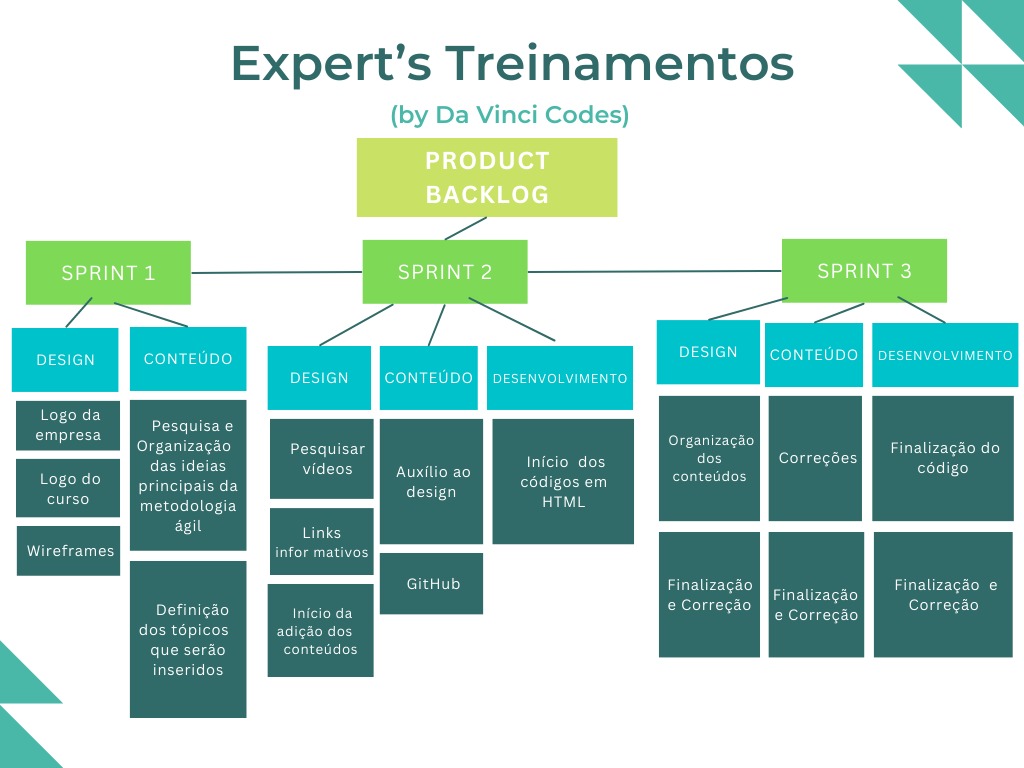 Expert’s Treinamentos
(by Da Vinci Codes)
PRODUCT
BACKLOG
SPRINT 1
DESIGN
Logo da
empresa
Logo do
curso
Wireframes
CONTEÚDO
Pesquisa e
Organização
das ideias
principais da
metodologia
ágil
Definição
dos tópicos
que serão
inseridos
SPRINT 2
DESIGN
Pesquisar
vídeos
Links
infor mativos
Início da
adição dos
conteúdos
CONTEÚDO
Auxílio ao
design
GitHub
DESENVOLVIMENTO
Início dos
códigos em
HTML
SPRINT 3
DESIGN
Organização
dos
conteúdos
Finalização
e Correção
CONTEÚDO
Correções
Finalização
e Correção
DESENVOLVIMENTO
Finalização do
código
Finalização e
Correção